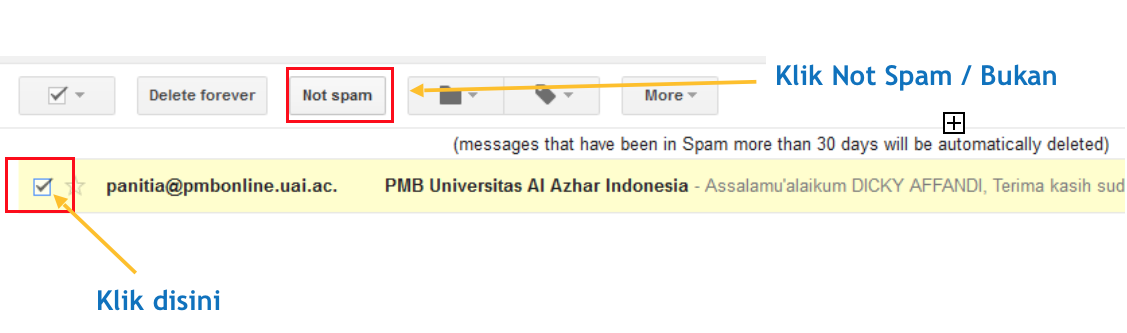 Klik Not Spam / Bukan
Delete forever
Not spam
More
(messages that have been in Spam more than 30 days will be automatically deleted)
panitia@pmbonline.uai.ac. PMB Universitas Al Azhar Indonesia - Assalamu'alaikum DICKY AFFANDI, Terima kasih sud
Klik disini